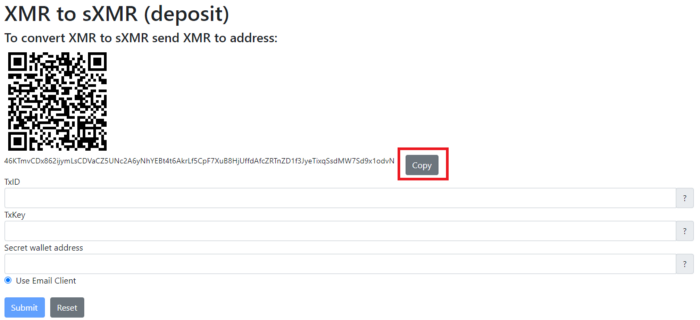 XMR to sXMR (deposit)
To convert XMR to sXMR send XMR to address:
46KTmvCDx862ijymLsCDVaCZ5UNc2A6yNhYEBt4t6AkrLf5CpF7XuB8HjUffdAfcZRTnZD1f3JyeTixqSsdMW7Sd9x1odvN Copy
TxID
?
TxKey
?
Secret wallet address
?
Use Email Client
Submit Reset